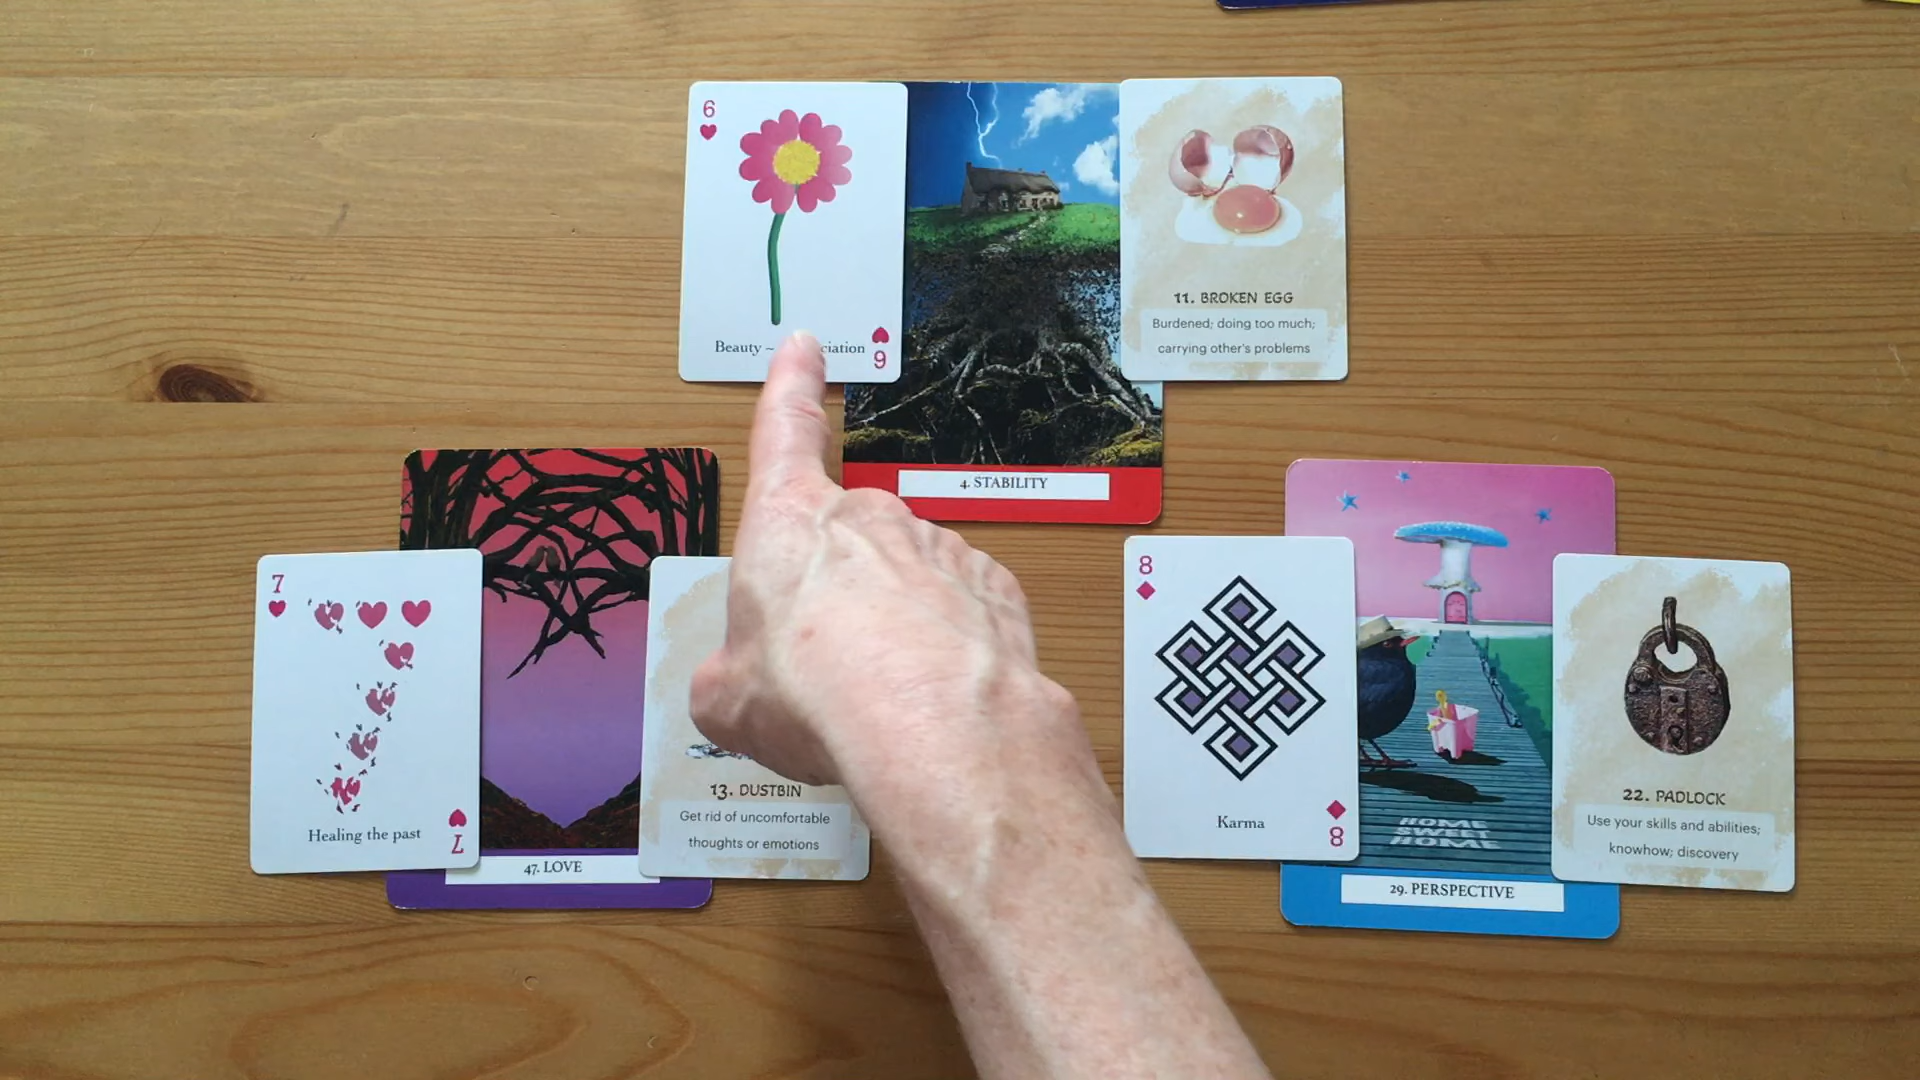 6
Beauty ~
ciation
6
4. STABILITY
11. BROKEN EGG
Burdened; doing too much;
carrying other's problems
7
Healing the past
7
47. LOVE
13. DUSTBIN
Get rid of uncomfortable
thoughts or emotions
8
Karma
8
HOME
SWEET
HOME
29. PERSPECTIVE
22. PADLOCK
Use your skills and abilities;
knowhow; discovery